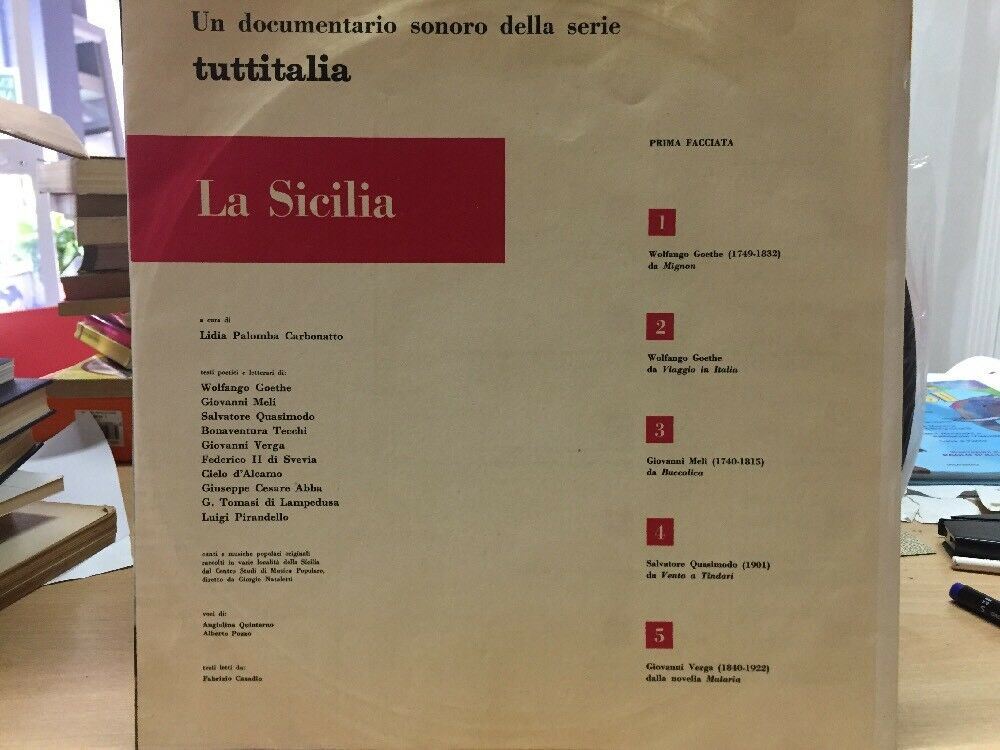 Un documentario sonoro della serie
tuttitalia
La Sicilia
a cura di
Lidia Palomba Carbonatto
testi poetici e letterari di:
Wolfango Goethe
Giovanni Meli
Salvatore Quasimodo
Bonaventura Tecchi
Giovanni Verga
Federico II di Svevia
Cielo d'Alcamo
Giuseppe Cesare Abba
G. Tomasi di Lampedusa
Luigi Pirandello
canti e musiche popolari originali
raccolti in varie località della Sicilia
dal Centro Studi di Musica Popolare,
diretto da Giorgio Nataletti
voci di:
Angiolina Quinterno
Alberto Pozzo
testi letti da:
Fabrizio Casadio
PRIMA FACCIATA
1
Wolfango Goethe (1749-1832)
da Mignon
2
Wolfango Goethe
da Viaggio in Italia
3
Giovanni Meli (1740-1815)
da Buccolica
4
Salvatore Quasimodo (1901)
da Vento a Tindari
5
Giovanni Verga (1840-1922)
dalla novella Malaria